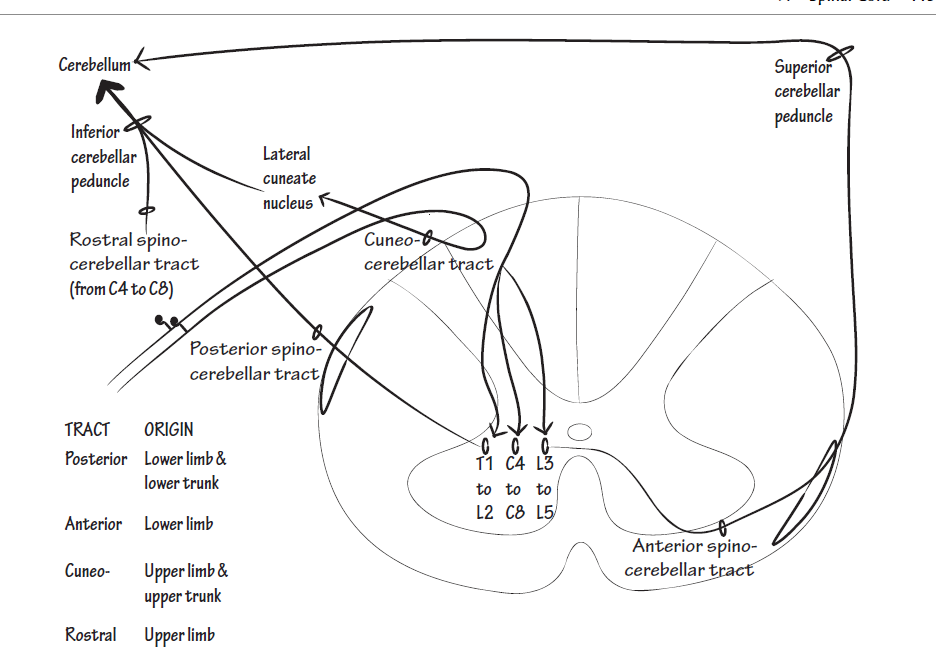 Cerebellum
Superior
cerebellar
peduncle
Inferior
cerebellar
peduncle
Lateral
cuneate
nucleus
Rostral spino-
cerebellar tract
(from C4 to C8)
Cuneo-
cerebellar tract
Posterior spino-
cerebellar tract
T1 C4 L3
to to to
L2 C8 L5
Anterior spino-
cerebellar tract
TRACT ORIGIN
Posterior Lower limb &
lower trunk
Anterior Lower limb
Cuneo- Upper limb &
upper trunk
Rostral Upper limb